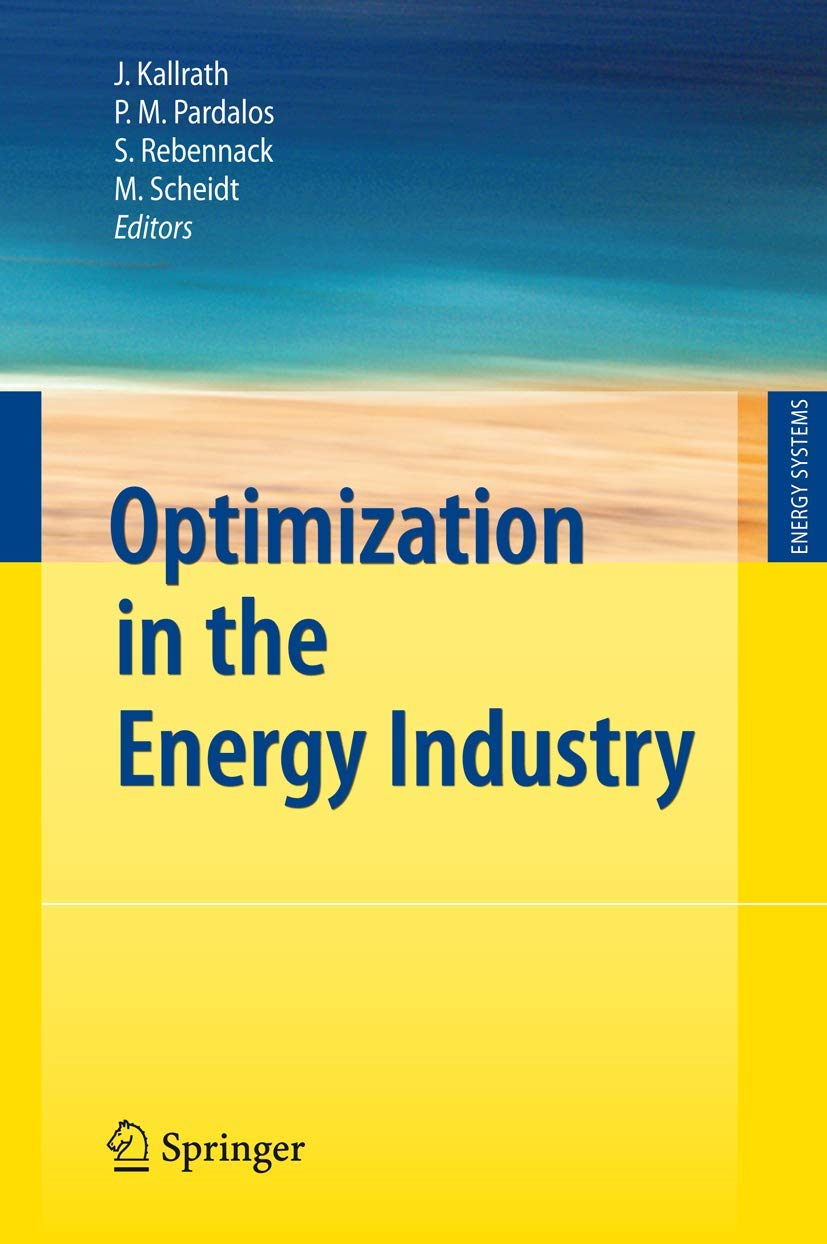 J. Kallrath
P. M. Pardalos
S. Rebennack
M. Scheidt
Editors
ENERGY SYSTEMS
Optimization
in the
Energy Industry
Springer